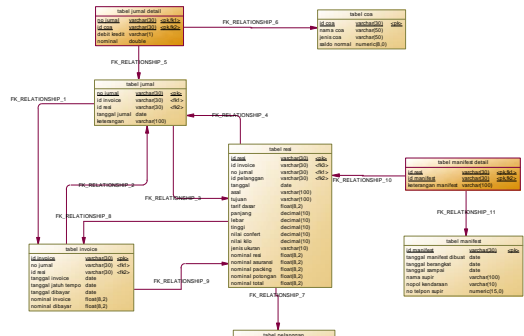 tabel jurnal detail
no jurnal varchar(30) <pk,fk1>
id coa varchar(30) <pk,fk2>
debit kredit varchar(1)
nominal double
FK_RELATIONSHIP_6
tabel coa
id coa varchar(30) <pk>
nama coa varchar(50)
jenis coa varchar(50)
saldo normal numeric(8,0)
FK_RELATIONSHIP_5
tabel jurnal
no jurnal varchar(30) <pk>
id invoice varchar(30) <fk1>
id resi varchar(30) <fk2>
tanggal jurnal date
keterangan varchar(100)
FK_RELATIONSHIP_1
FK_RELATIONSHIP_4
tabel resi
id resi varchar(30) <pk>
id invoice varchar(30) <fk3>
no jurnal varchar(30) <fk1>
id pelanggan varchar(30) <fk2>
tanggal date
asal varchar(100)
tujuan varchar(100)
tarif dasar float(8,2)
panjang decimal(10)
lebar decimal(10)
tinggi decimal(10)
nilai confert decimal(10)
nilai kilo decimal(10)
jenis ukuran varchar(10)
nominal resi float(8,2)
nominal asuransi float(8,2)
nominal packing float(8,2)
nominal potongan float(8,2)
nominal total float(8,2)
FK_RELATIONSHIP_2
FK_RELATIONSHIP_3
FK_RELATIONSHIP_10
tabel manifest detail
id resi varchar(30) <pk,fk1>
id manifest varchar(30) <pk,fk2>
keterangan manifest varchar(100)
FK_RELATIONSHIP_8
FK_RELATIONSHIP_11
tabel invoice
id invoice varchar(30) <pk>
no jurnal varchar(30) <fk1>
id resi varchar(30) <fk2>
tanggal invoice date
tanggal jatuh tempo date
tanggal dibayar date
nominal invoice float(8,2)
nominal dibayar float(8,2)
tabel manifest
id manifest varchar(30) <pk>
tanggal manifest dibuat date
tanggal berangkat date
tanggal sampai date
nama supir varchar(100)
nopol kendaraan varchar(10)
no telpon supir numeric(15,0)
FK_RELATIONSHIP_9
FK_RELATIONSHIP_7
tabel pelanggan